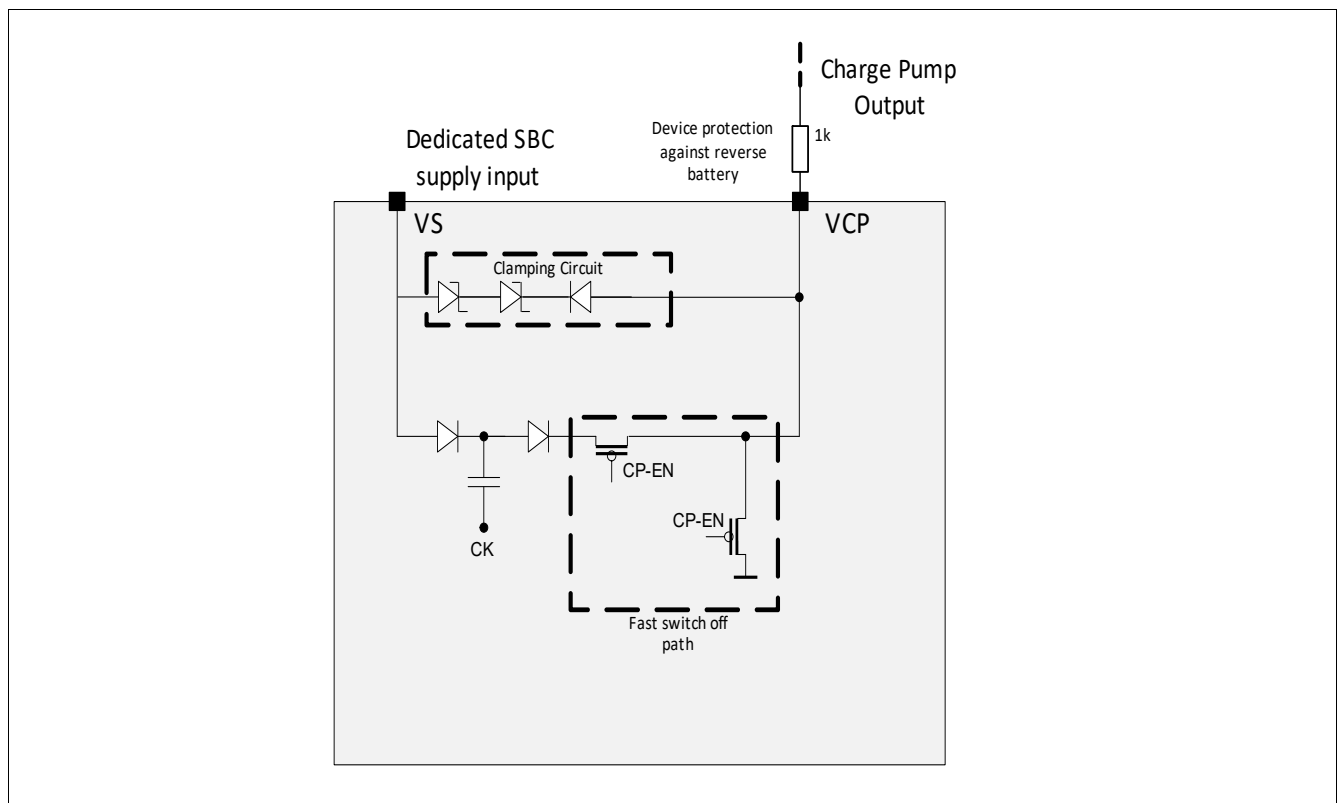 Charge Pump
Output
Device protection
against reverse
battery
1k
Dedicated SBC
supply input
VS
VCP
Clamping Circuit
CP-EN
CP-EN
CK
Fast switch off
path